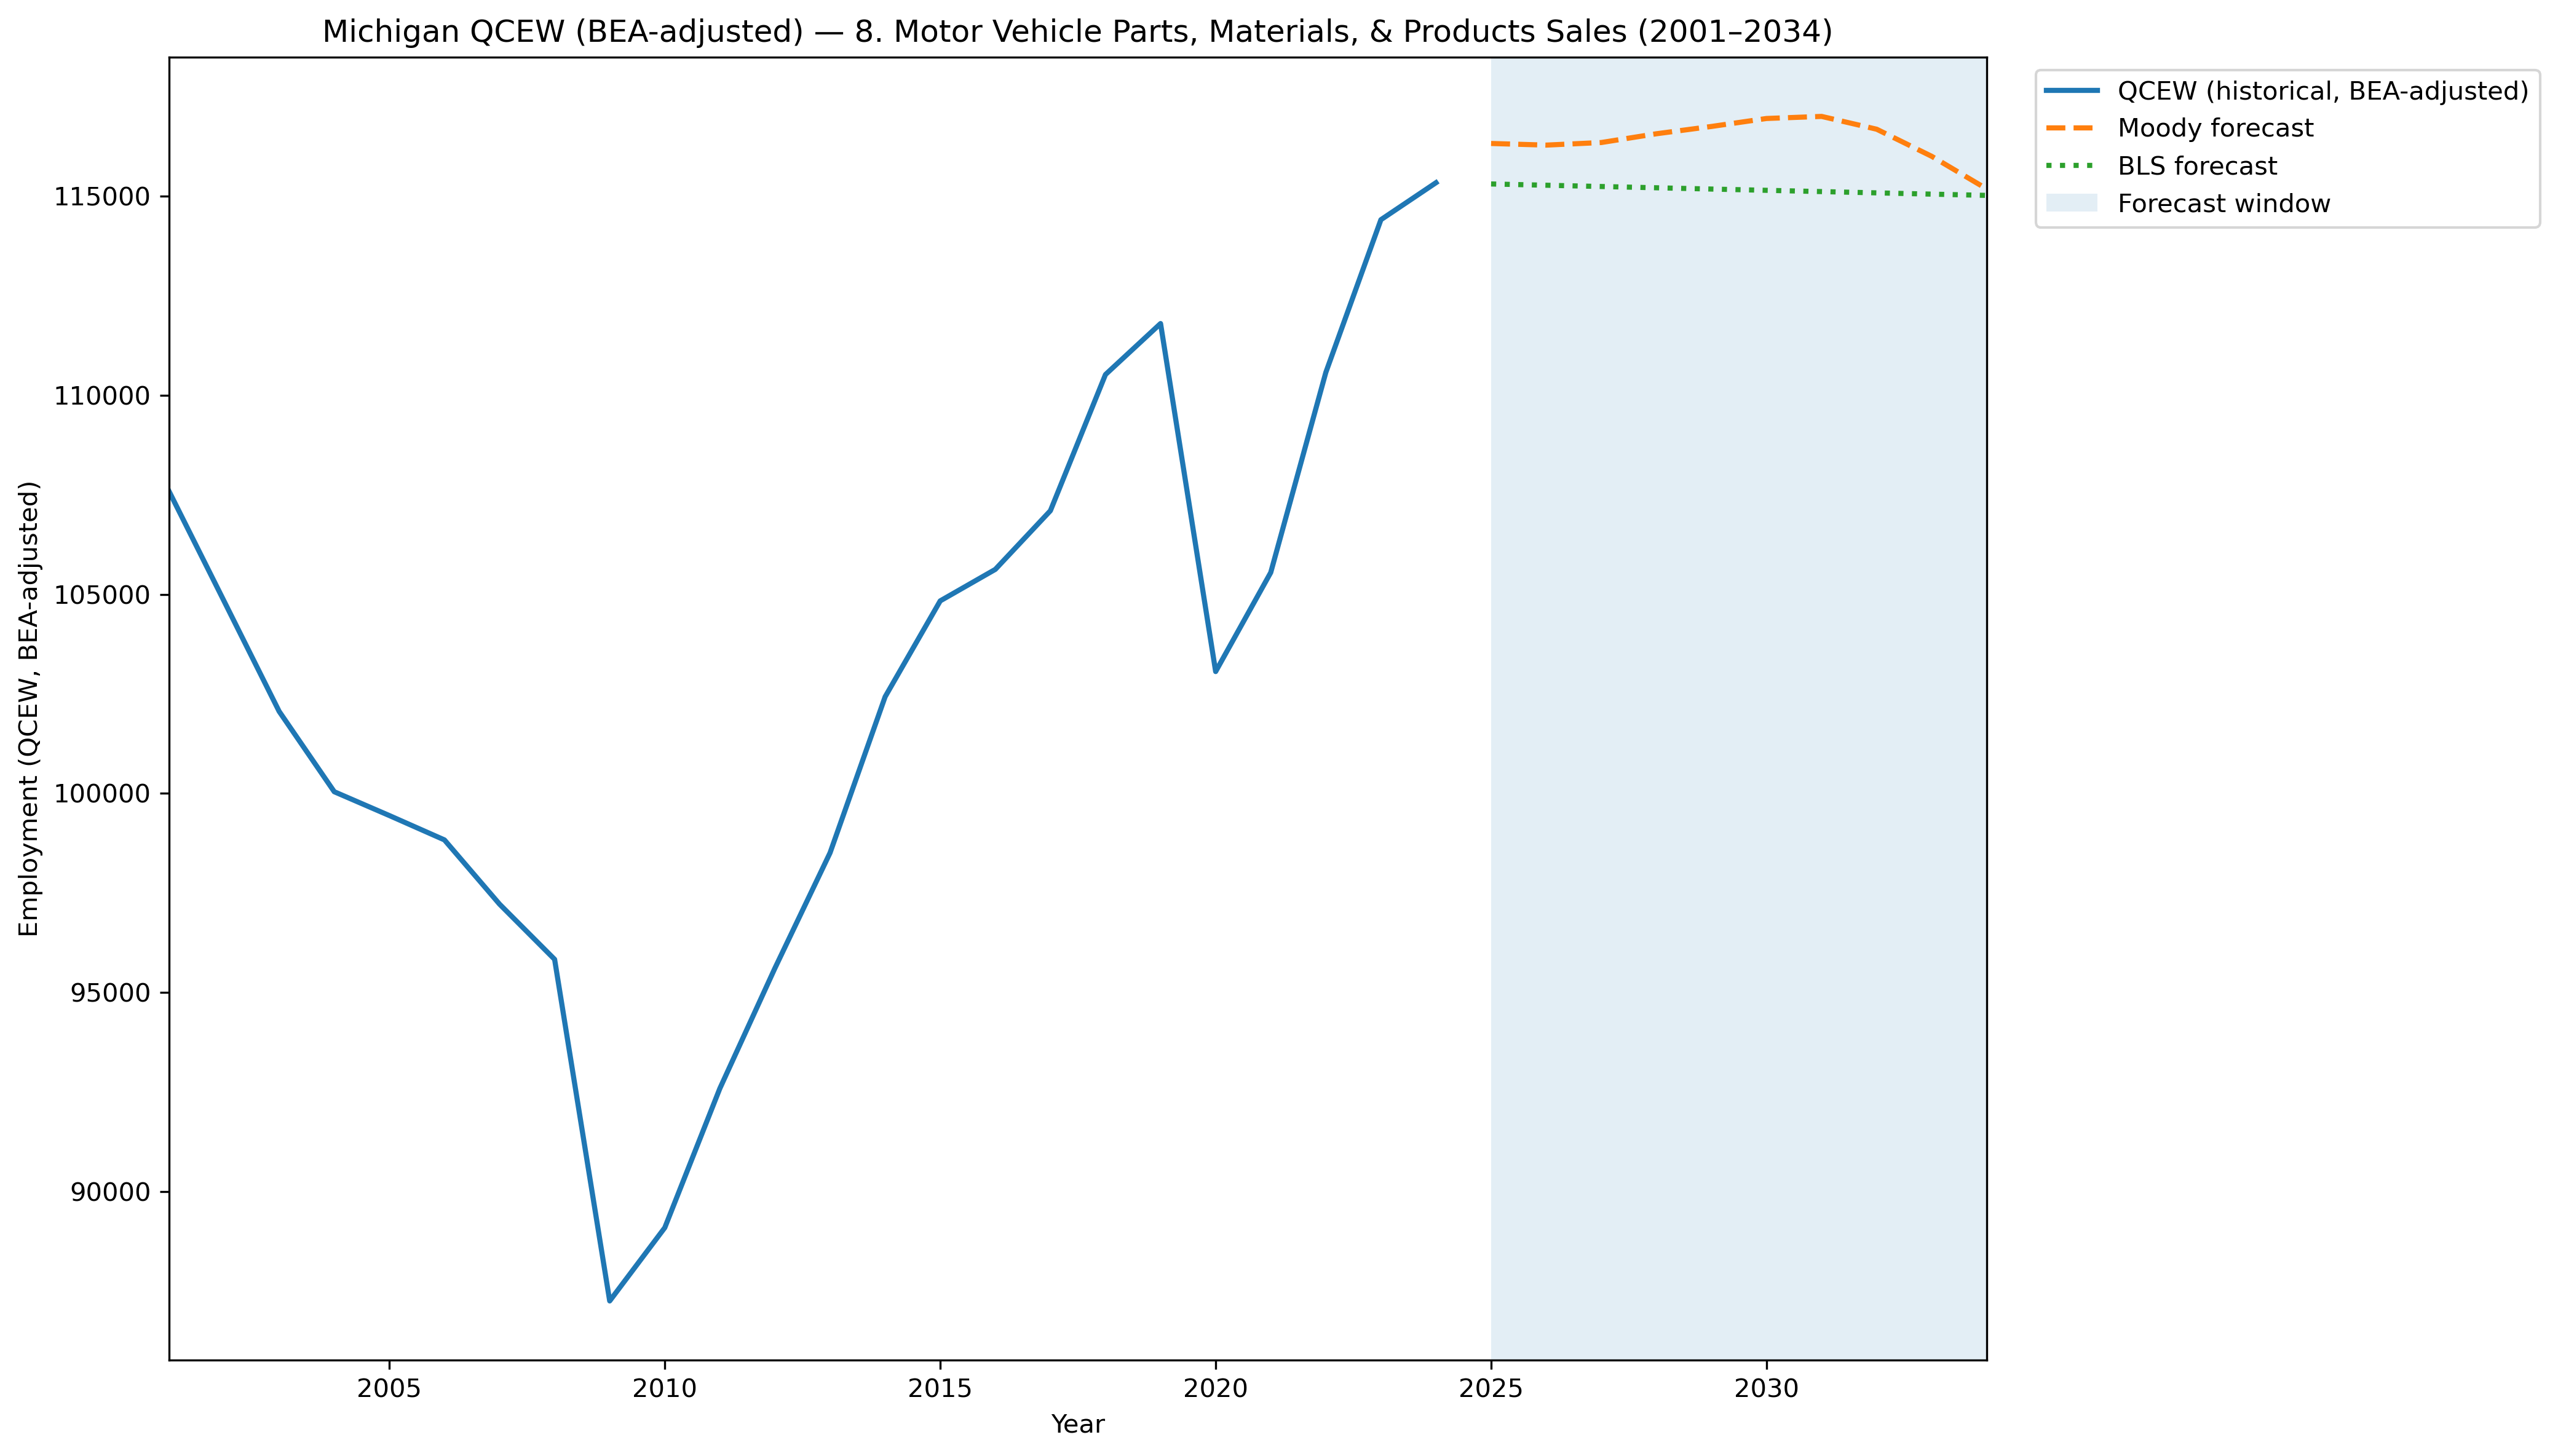 Michigan QCEW (BEA-adjusted) — 8. Motor Vehicle Parts, Materials, & Products Sales (2001–2034)
QCEW (historical, BEA-adjusted)
Moody forecast
BLS forecast
Forecast window
Employment (QCEW, BEA-adjusted)
115000
110000
105000
100000
95000
90000
2005
2010
2015
2020
2025
2030
Year